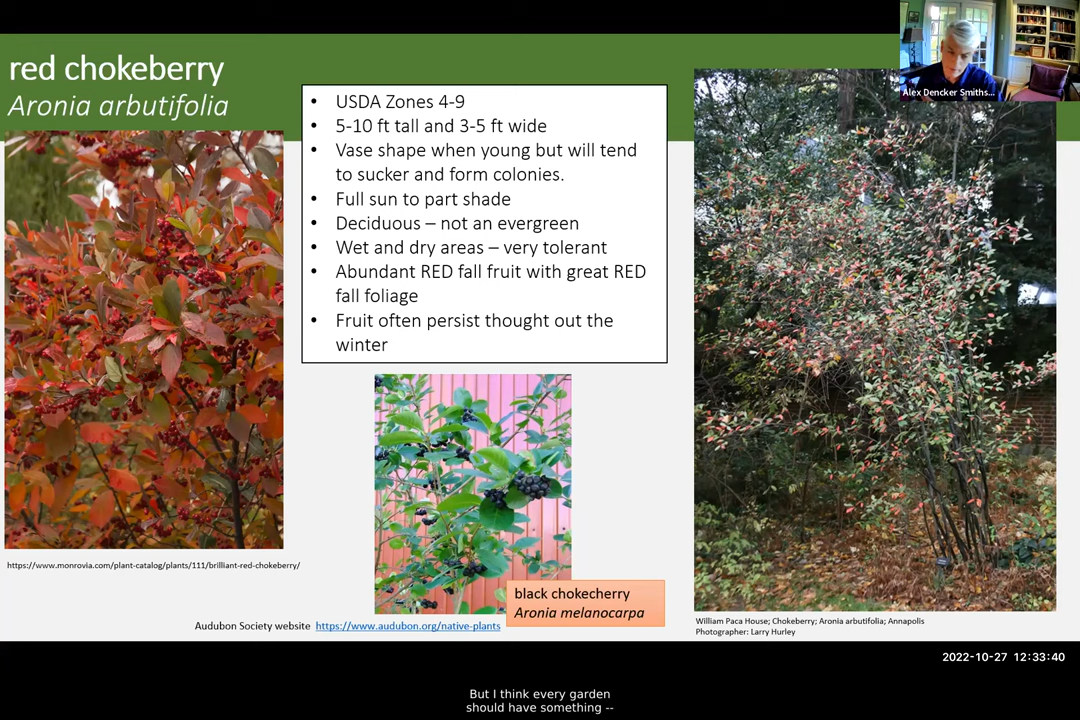 red chokeberry
Aronia arbutifolia
Alex Dencker Smiths...
• USDA Zones 4-9
• 5-10 ft tall and 3-5 ft wide
• Vase shape when young but will tend
to sucker and form colonies.
• Full sun to part shade
• Deciduous – not an evergreen
• Wet and dry areas – very tolerant
• Abundant RED fall fruit with great RED
fall foliage
• Fruit often persist thought out the
winter
https://www.monrovia.com/plant-catalog/plants/111/brilliant-red-chokeberry/
black chokecherry
Aronia melanocarpa
Audubon Society website https://www.audubon.org/native-plants
William Paca House; Chokeberry; Aronia arbutifolia; Annapolis
Photographer: Larry Hurley
2022-10-27 12:33:40
But I think every garden
should have something --